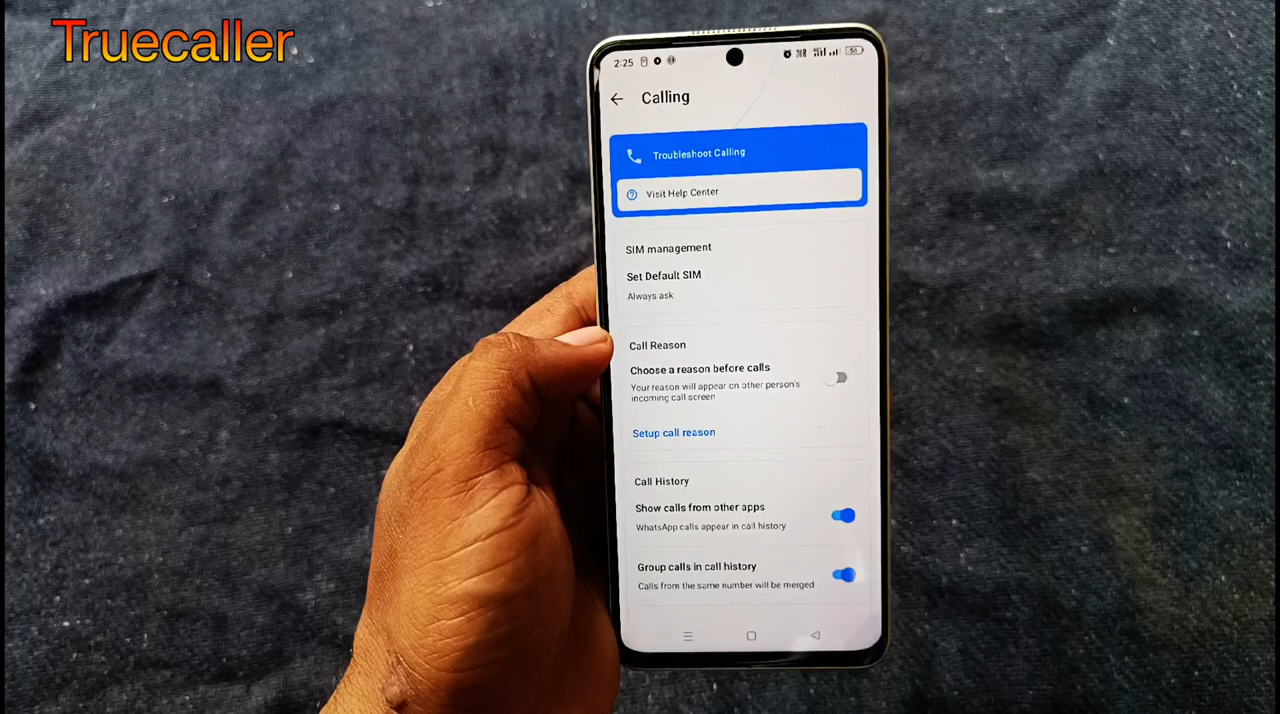 Truecaller
2:25
Calling
Troubleshoot Calling
Visit Help Center
SIM management
Set Default SIM
Always ask
Call Reason
Choose a reason before calls
Your reason will appear on other person's
incoming call screen
Setup call reason
Call History
Show calls from other apps
WhatsApp calls appear in call history
Group calls in call history
Calls from the same number will be merged